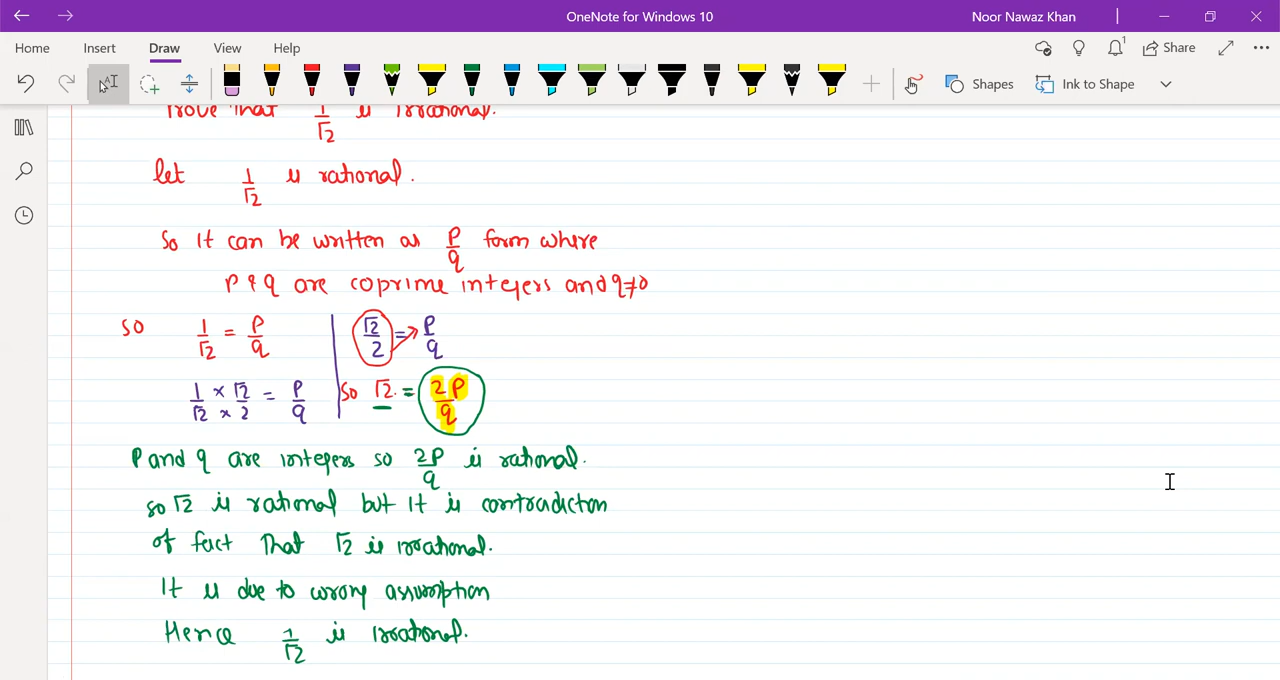 OneNote for Windows 10
Noor Nawaz Khan
Home Insert Draw View Help
1 Share
Shapes Ink to Shape
Prove that 1/√2 is irrational.
let 1/√2 is rational.
So it can be written as P/q form where
P & q are coprime integers and q≠0
so 1/√2 = P/q
1/√2 × √2/2 = P/q
√2/2 = P/q
so √2 = 2P/q
P and q are integers so 2P/q is rational.
so √2 is rational but it is contradiction
of fact that √2 is irrational.
It is due to wrong assumption
Hence 1/√2 is irrational.